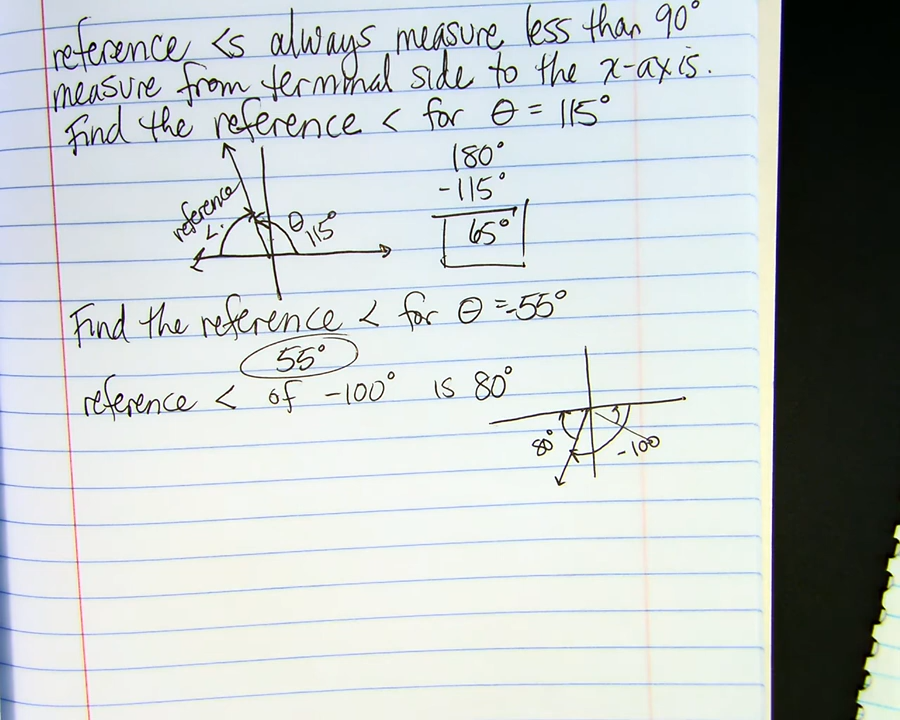 reference <s always measure less than 90°
measure from terminal side to the x-axis.
Find the reference < for θ = 115°
180°
-115°
65°
reference <.
θ
115°
Find the reference < for θ = -55°
55°
reference < of -100° is 80°
80°
-100